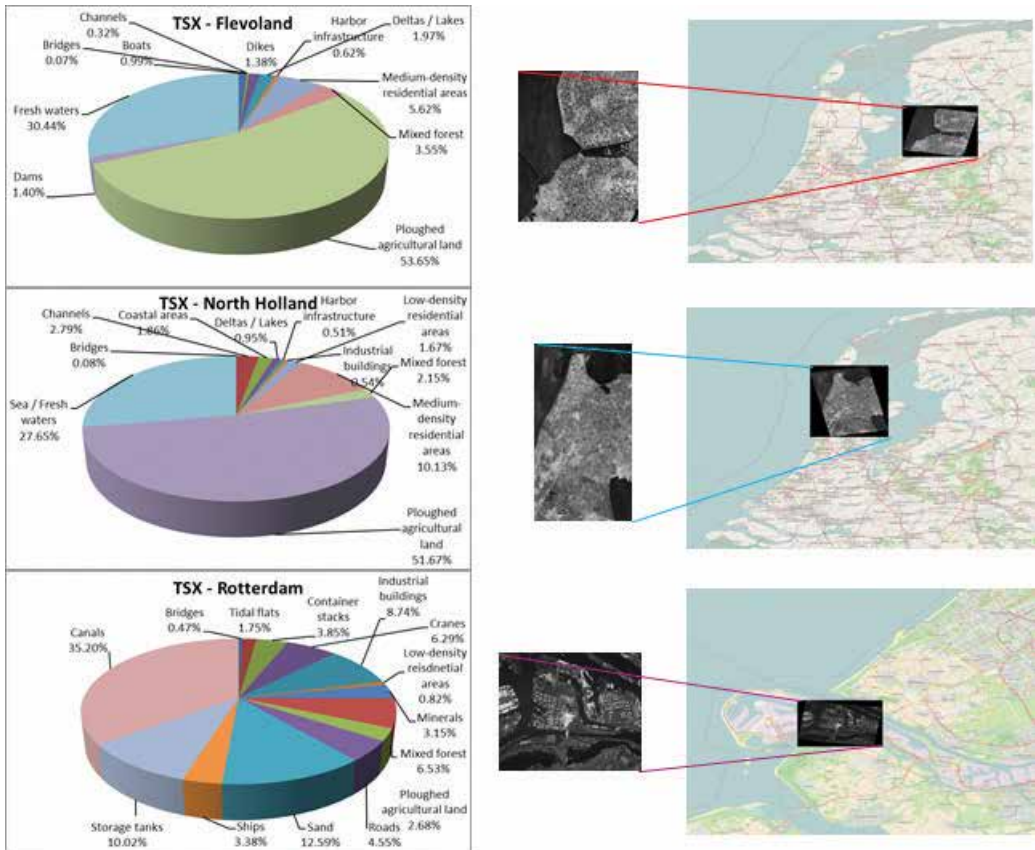 TSX - Flevoland
Channels
0.32%
Bridges
0.07%
Boats
0.99%
Dikes
1.38%
Harbor
infrastructure
0.62%
Deltas / Lakes
1.97%
Medium-density
residential areas
5.62%
Mixed forest
3.55%
Ploughed
agricultural land
53.65%
Dams
1.40%
Fresh waters
30.44%
TSX - North Holland
Channels
2.79%
Coastal areas
1.86%
Bridges
0.08%
Deltas / Lakes
0.95%
Harbor
infrastructure
0.51%
Low-density
residential
areas
1.67%
Industrial
buildings
0.54%
Mixed forest
2.15%
Medium-
density
residential
areas
10.13%
Ploughed
agricultural
land
51.67%
Sea / Fresh
waters
27.65%
TSX - Rotterdam
Bridges
0.47%
Tidal flats
1.75%
Container
stacks
3.85%
Industrial
buildings
8.74%
Cranes
6.29%
Low-density
reisdnetial
areas
0.82%
Minerals
3.15%
Mixed forest
6.53%
Ploughed
agricultural land
2.68%
Roads
4.55%
Sand
12.59%
Ships
3.38%
Storage tanks
10.02%
Canals
35.20%